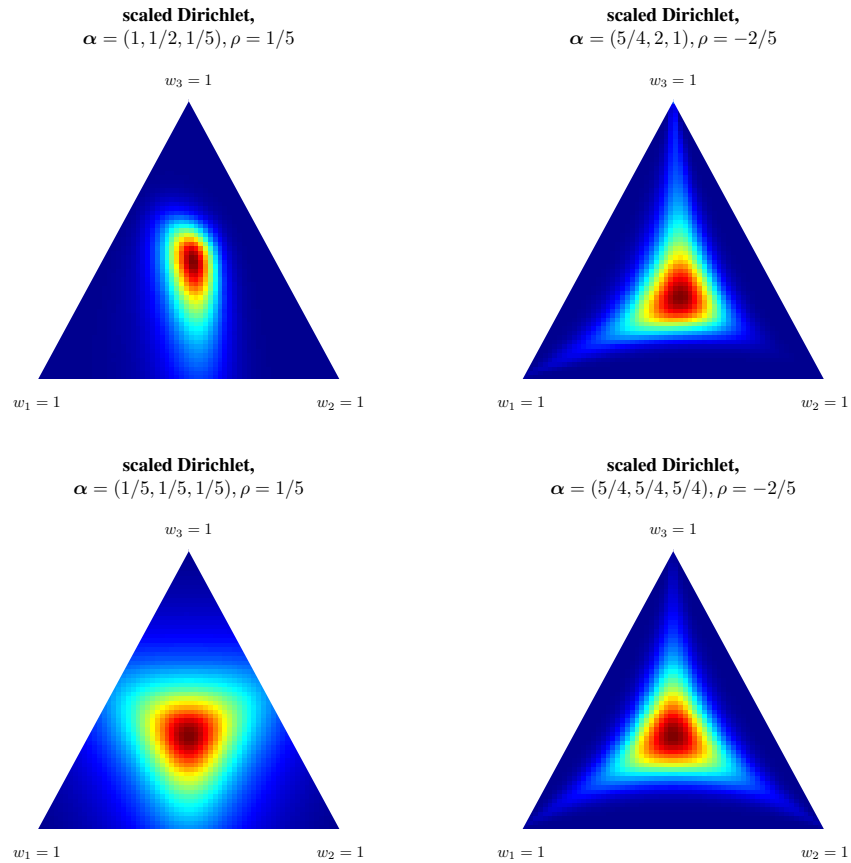 scaled Dirichlet,
α = (1, 1/2, 1/5), ρ = 1/5
w₃ = 1
w₁ = 1
w₂ = 1
scaled Dirichlet,
α = (5/4, 2, 1), ρ = −2/5
w₃ = 1
w₁ = 1
w₂ = 1
scaled Dirichlet,
α = (1/5, 1/5, 1/5), ρ = 1/5
w₃ = 1
w₁ = 1
w₂ = 1
scaled Dirichlet,
α = (5/4, 5/4, 5/4), ρ = −2/5
w₃ = 1
w₁ = 1
w₂ = 1